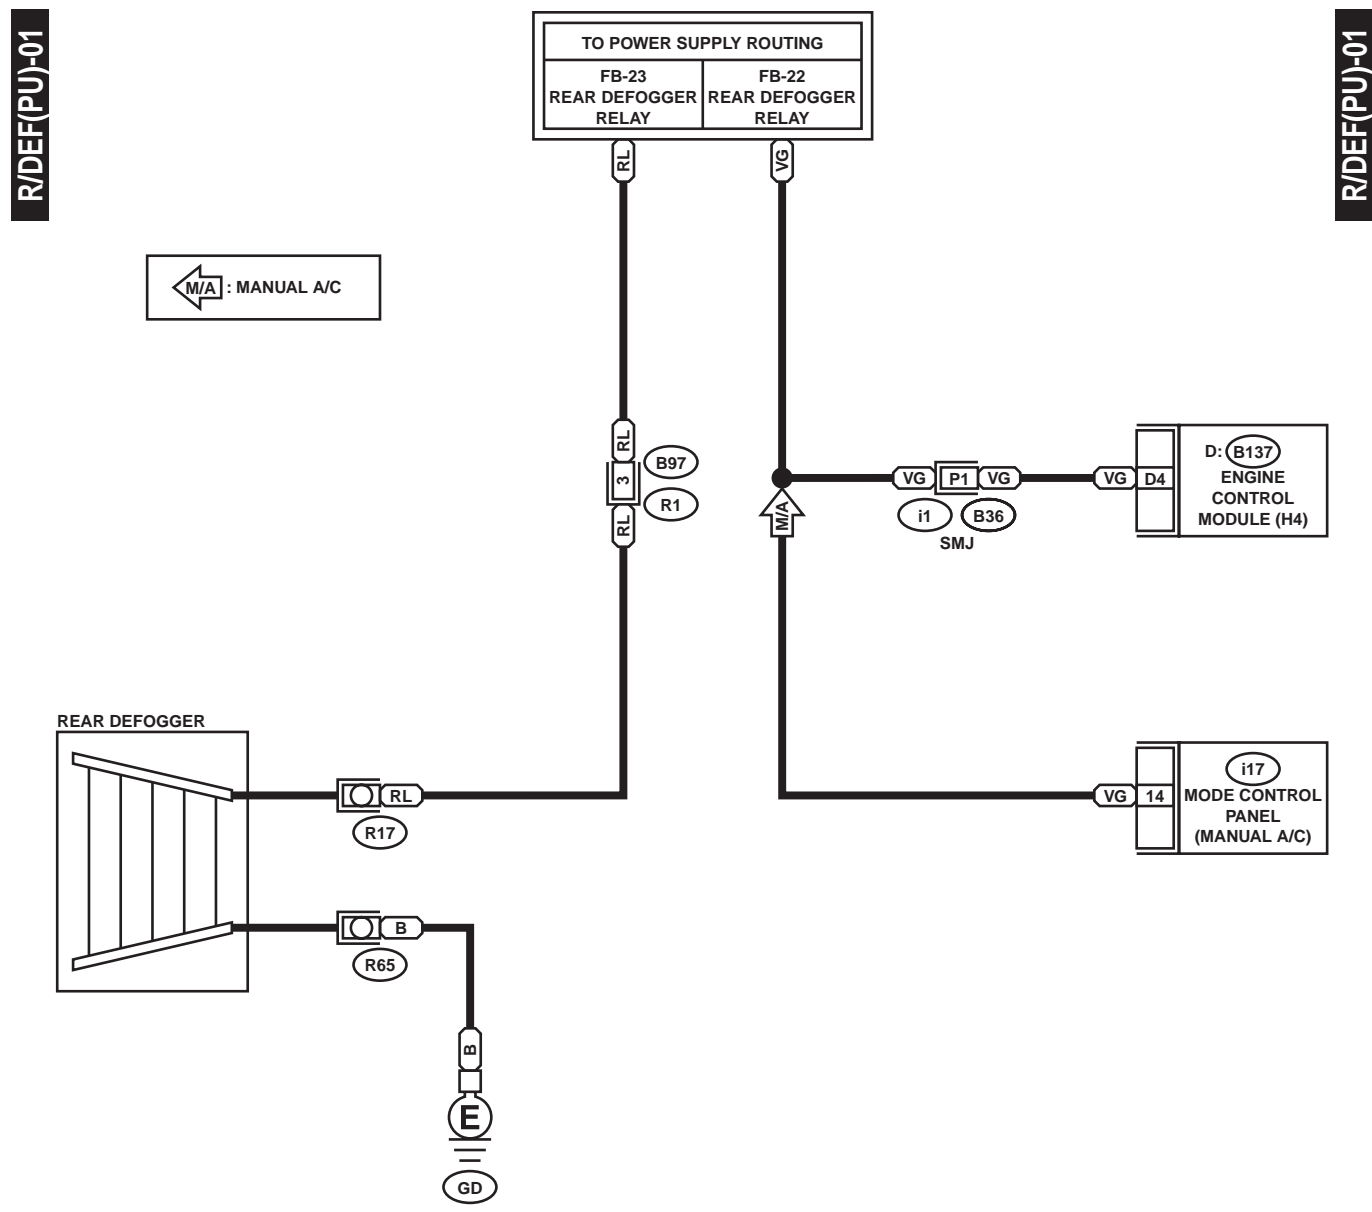 R/DEF(PU)-01
R/DEF(PU)-01
TO POWER SUPPLY ROUTING
FB-23
REAR DEFOGGER
RELAY
FB-22
REAR DEFOGGER
RELAY
RL
VG
M/A : MANUAL A/C
RL
3
RL
B97
R1
M/A
VG P1 VG
i1 B36
SMJ
VG D4
D: B137
ENGINE
CONTROL
MODULE (H4)
REAR DEFOGGER
RL
R17
B
R65
B
E
GD
VG 14
i17
MODE CONTROL
PANEL
(MANUAL A/C)